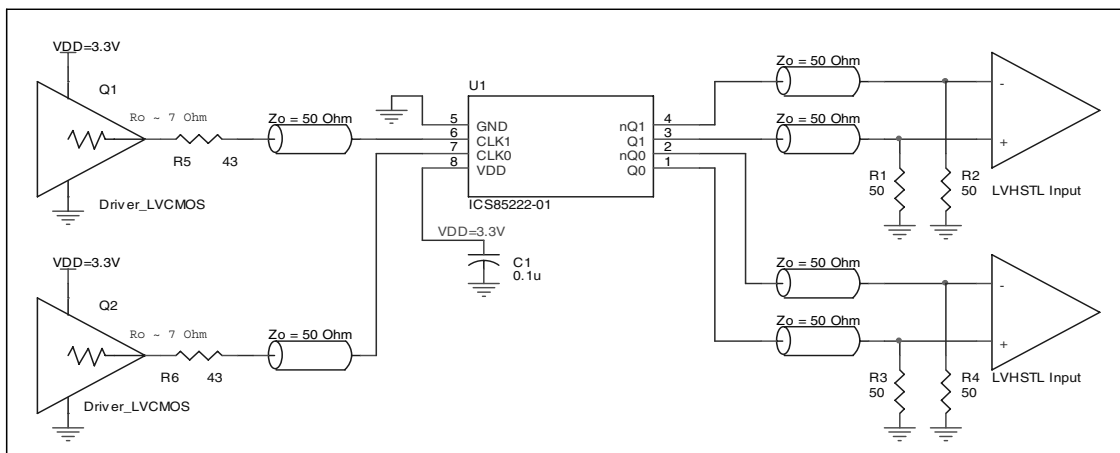 VDD=3.3V
Q1
Ro ~ 7 Ohm
R5
43
Zo = 50 Ohm
Driver_LVCMOS
VDD=3.3V
Q2
Ro ~ 7 Ohm
R6
43
Zo = 50 Ohm
Driver_LVCMOS
U1
5
GND
6
CLK1
7
CLK0
8
VDD
nQ1
4
Q1
3
nQ0
2
Q0
1
ICS85222-01
VDD=3.3V
C1
0.1u
Zo = 50 Ohm
Zo = 50 Ohm
-
+
R1
50
R2
50
LVHSTL Input
Zo = 50 Ohm
Zo = 50 Ohm
-
+
R3
50
R4
50
LVHSTL Input